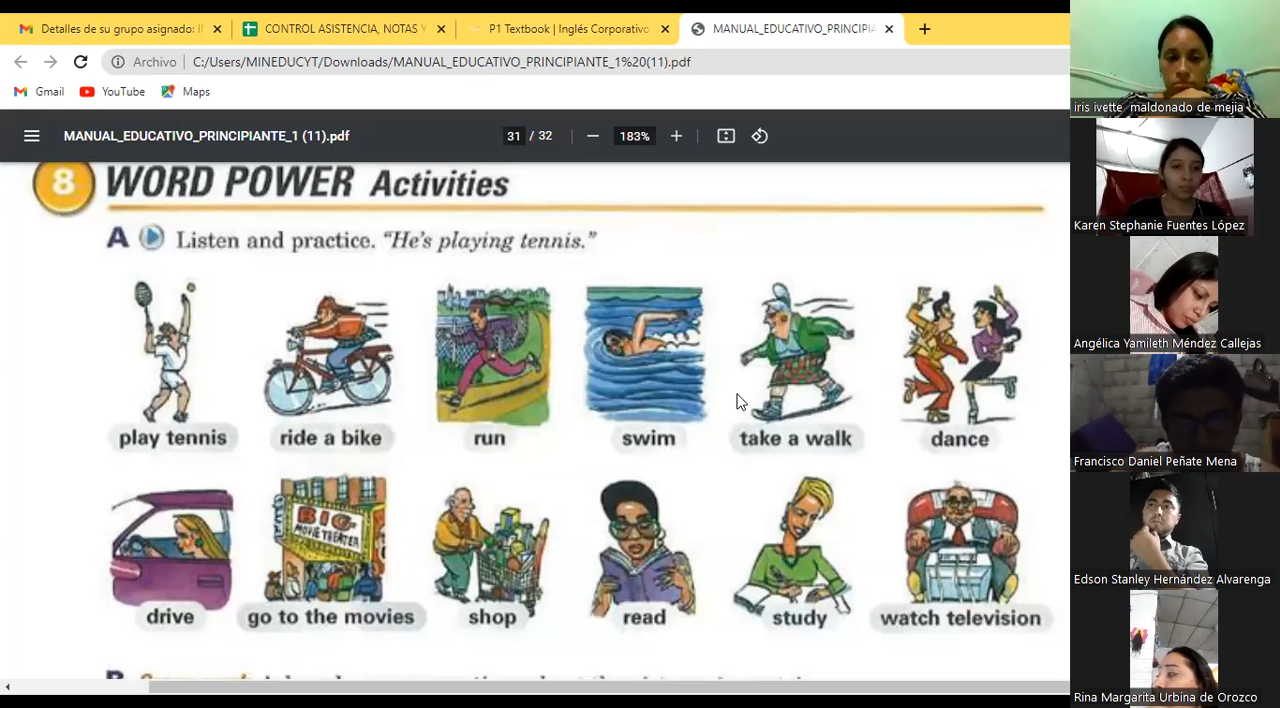 Detalles de su grupo asignado: I
CONTROL ASISTENCIA, NOTAS Y
P1 Textbook | Inglés Corporativo
MANUAL_EDUCATIVO_PRINCIPIA
Archivo
C:/Users/MINEDUCYT/Downloads/MANUAL_EDUCATIVO_PRINCIPIANTE_1%20(11).pdf
Gmail
YouTube
Maps
MANUAL_EDUCATIVO_PRINCIPIANTE_1 (11).pdf
31 / 32
183%
8 WORD POWER Activities
A Listen and practice. "He's playing tennis."
play tennis
ride a bike
run
swim
take a walk
dance
BIG
MOVIE THEATER
drive
go to the movies
shop
read
study
watch television
iris ivette maldonado de mejia
Karen Stephanie Fuentes López
Angélica Yamileth Méndez Callejas
Francisco Daniel Peñate Mena
Edson Stanley Hernández Alvarenga
Rina Margarita Urbina de Orozco